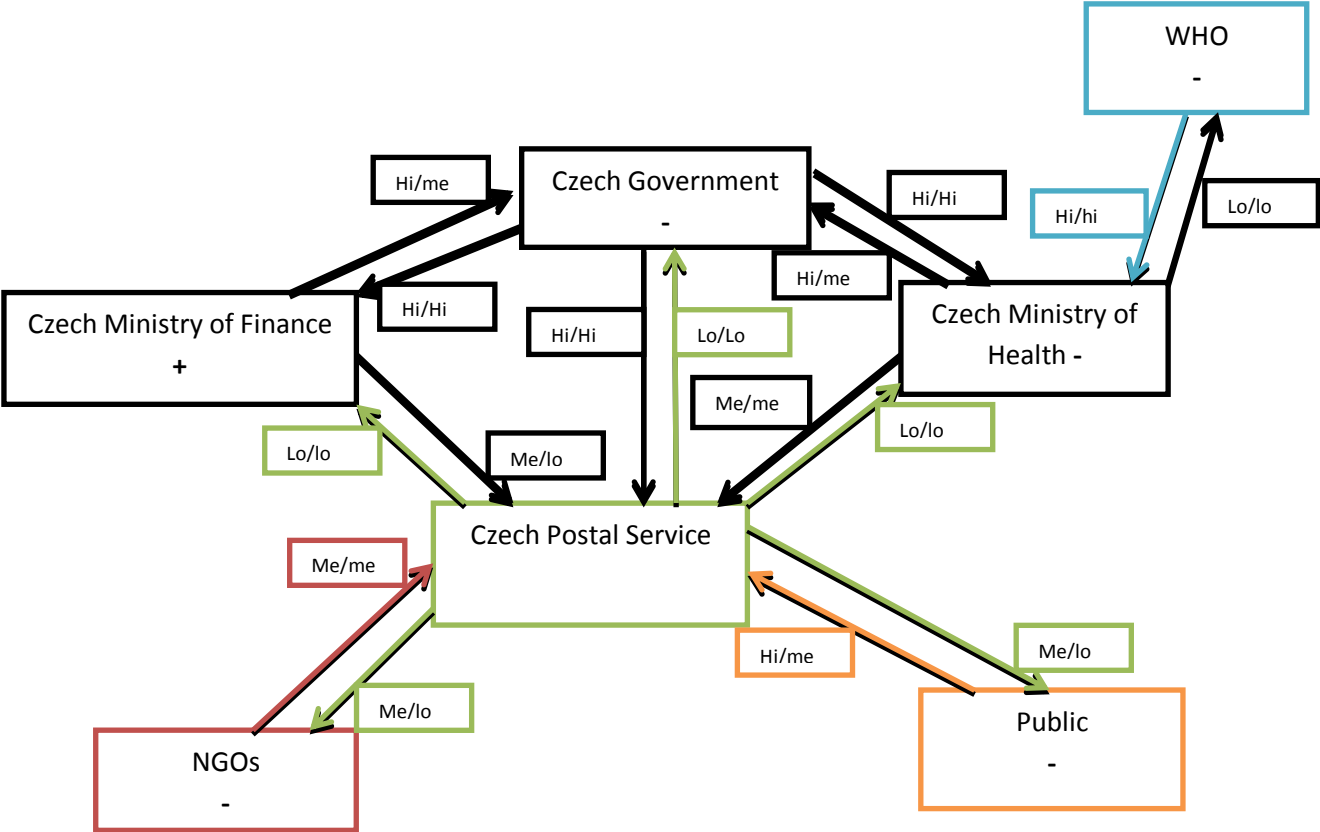 WHO
-
Hi/me
Czech Government
-
Hi/Hi
Hi/hi
Lo/lo
Hi/me
Hi/Hi
Czech Ministry of Finance
+
Hi/Hi
Lo/Lo
Czech Ministry of
Health -
Me/me
Lo/lo
Lo/lo
Me/lo
Czech Postal Service
Me/me
Hi/me
Me/lo
Me/lo
Public
-
NGOs
-